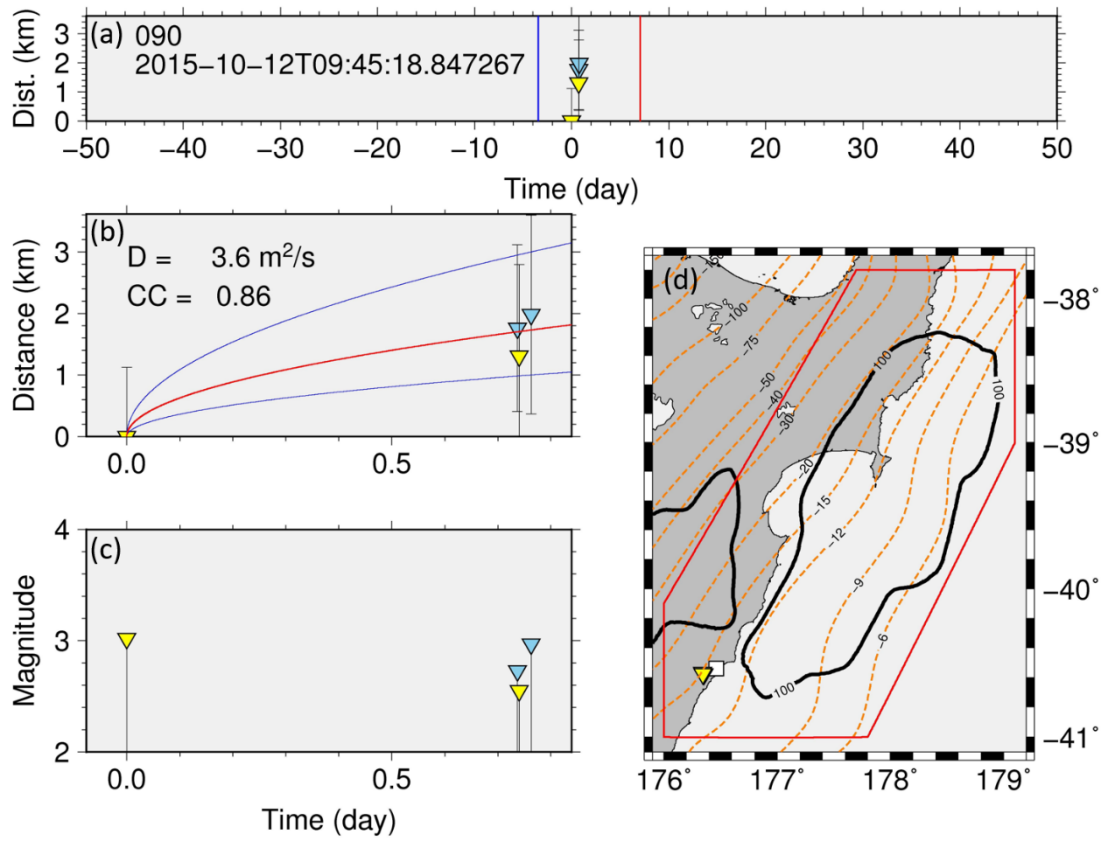 (a) 090
2015−10−12T09:45:18.847267
Dist. (km)
3
2
1
0
−50 −40 −30 −20 −10 0 10 20 30 40 50
Time (day)
(b)
D = 3.6 m²/s
CC = 0.86
Distance (km)
3
2
1
0
0.0 0.5
(c)
Magnitude
4
3
2
0.0 0.5
Time (day)
(d)
−150
−100
−75
−50
−40
−30
−20
−15
−12
−9
−6
100
100
100
−38°
−39°
−40°
−41°
176° 177° 178° 179°